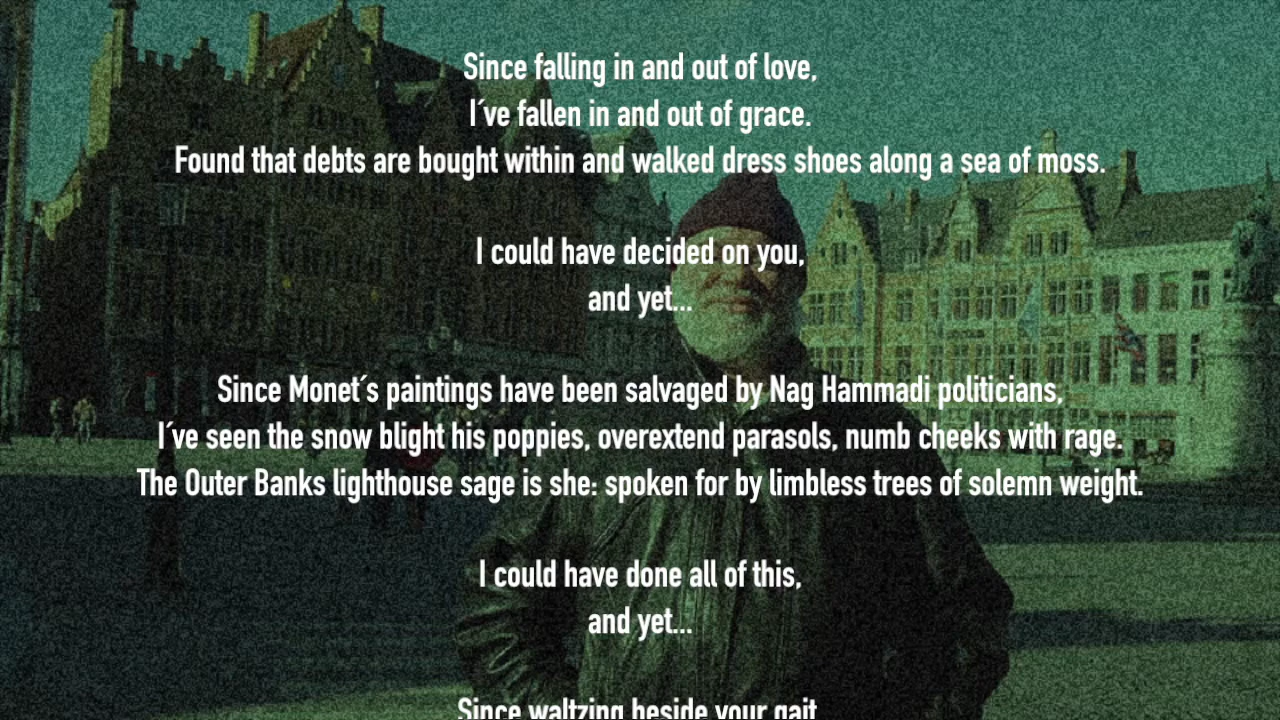 Since falling in and out of love,
I´ve fallen in and out of grace.
Found that debts are bought within and walked dress shoes along a sea of moss.
I could have decided on you,
and yet...
Since Monet´s paintings have been salvaged by Nag Hammadi politicians,
I´ve seen the snow blight his poppies, overextend parasols, numb cheeks with rage.
The Outer Banks lighthouse sage is she: spoken for by limbless trees of solemn weight.
I could have done all of this,
and yet...
Since waltzing beside your gait